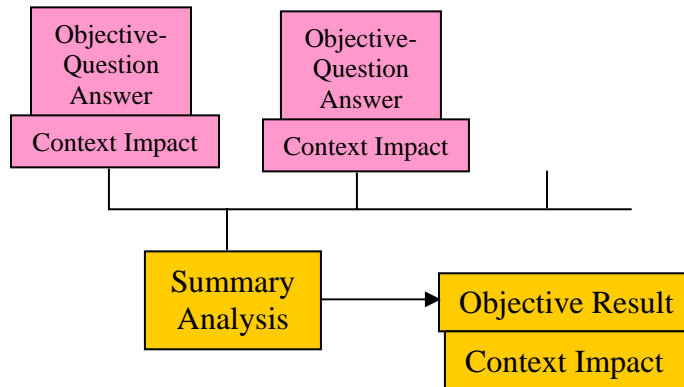 Objective-
Question
Answer
Context Impact
Objective-
Question
Answer
Context Impact
Summary
Analysis
Objective Result
Context Impact